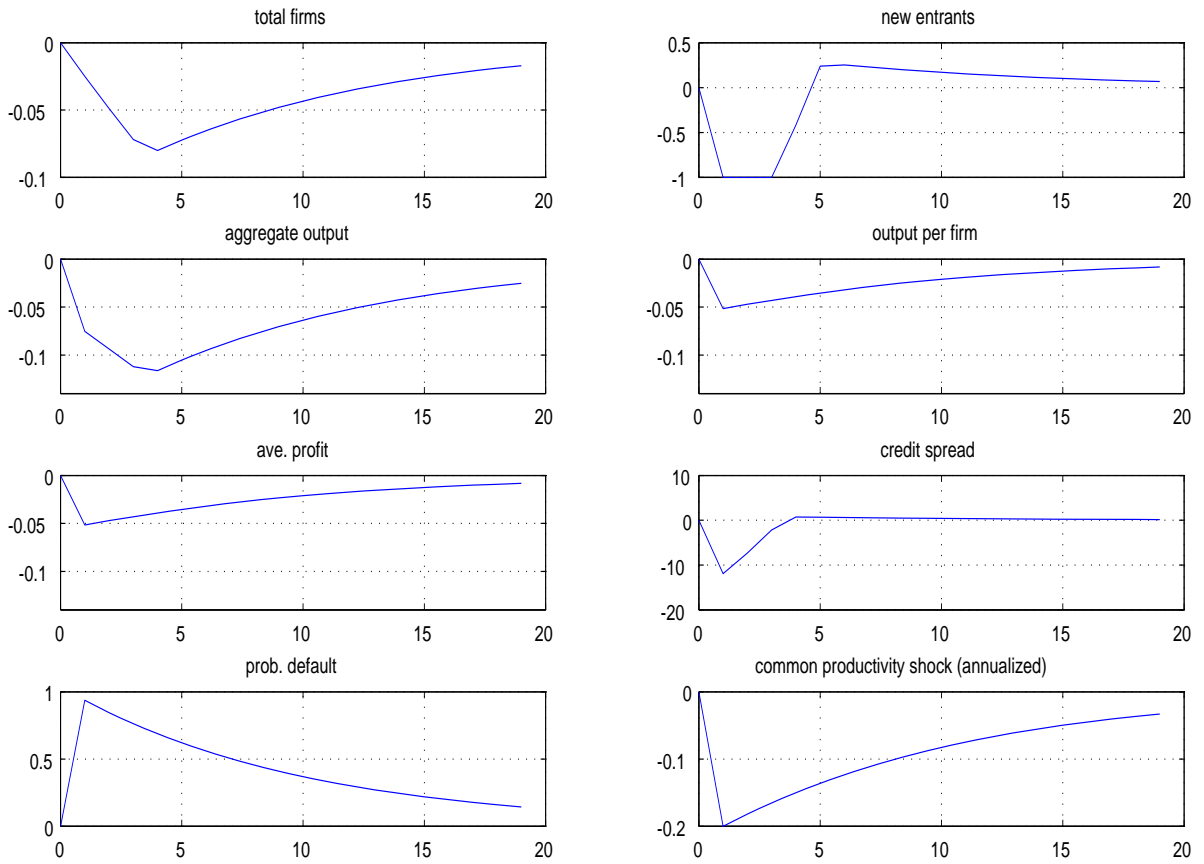 total firms
0
-0.05
-0.1
0 5 10 15 20
new entrants
0.5
0
-0.5
-1
0 5 10 15 20
aggregate output
0
-0.05
-0.1
0 5 10 15 20
output per firm
0
-0.05
-0.1
0 5 10 15 20
ave. profit
0
-0.05
-0.1
0 5 10 15 20
credit spread
10
0
-10
-20
0 5 10 15 20
prob. default
1
0.5
0
0 5 10 15 20
common productivity shock (annualized)
0
-0.1
-0.2
0 5 10 15 20